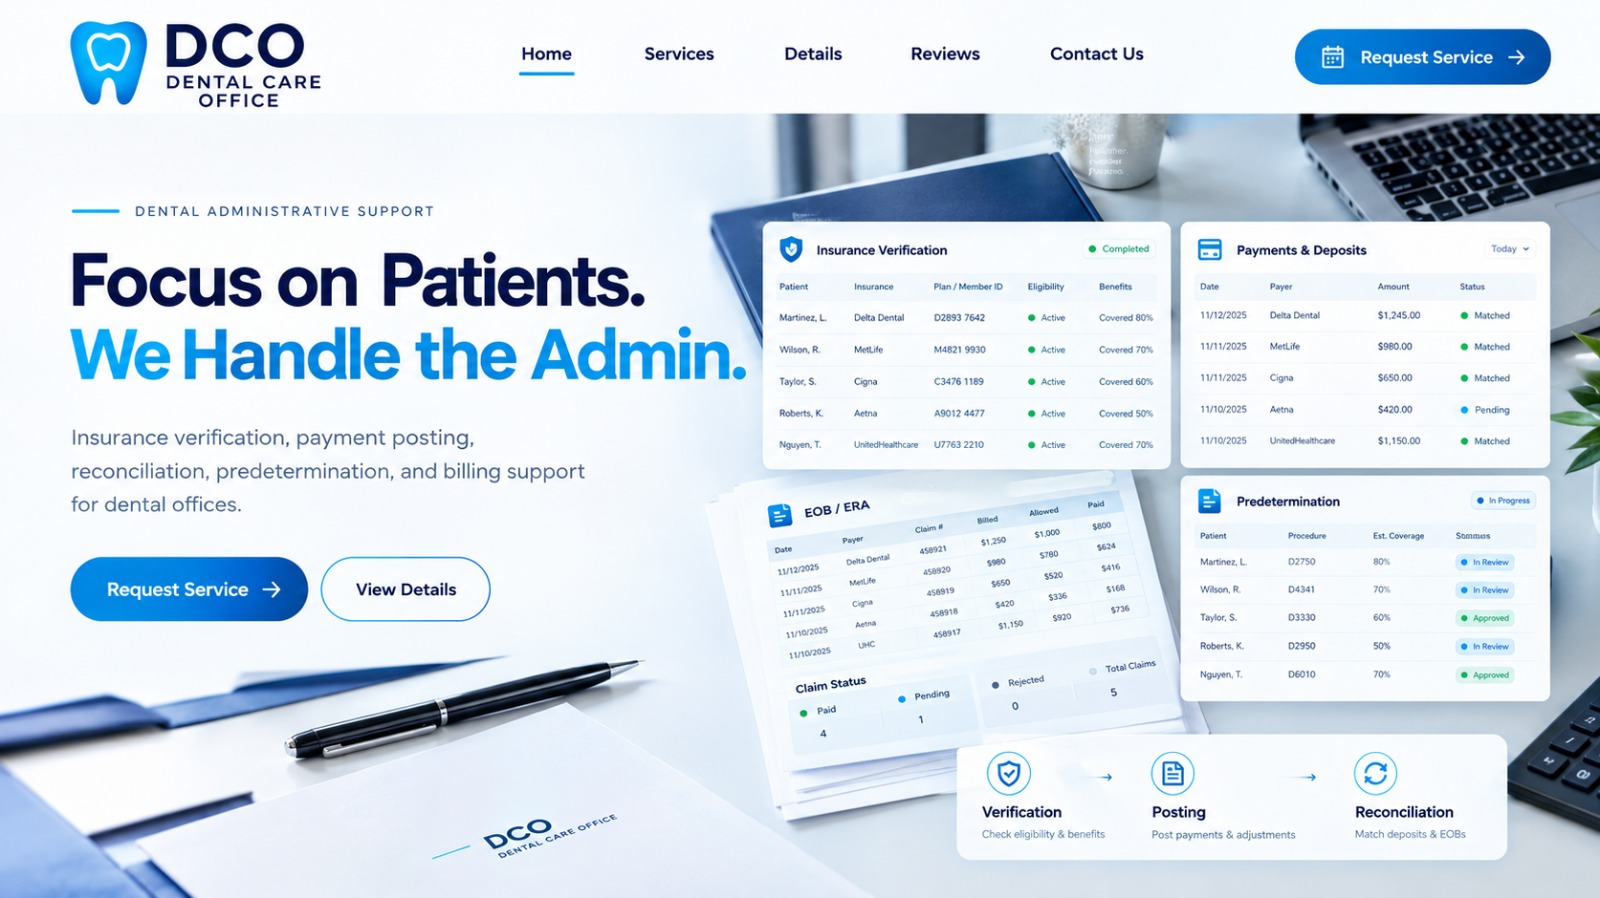 DCO
DENTAL CARE
OFFICE
Home
Services
Details
Reviews
Contact Us
Request Service
DENTAL ADMINISTRATIVE SUPPORT
Focus on Patients.
We Handle the Admin.
Insurance verification, payment posting,
reconciliation, predetermination, and billing support
for dental offices.
Request Service
View Details
Insurance Verification
Completed
Patient Insurance Plan / Member ID Eligibility Benefits
Martinez, L. Delta Dental D2893 7642 Active Covered 80%
Wilson, R. MetLife M4821 9930 Active Covered 70%
Taylor, S. Cigna C3476 1189 Active Covered 60%
Roberts, K. Aetna A9012 4477 Active Covered 50%
Nguyen, T. UnitedHealthcare U7763 2210 Active Covered 70%
Payments & Deposits
Today
Date Payer Amount Status
11/12/2025 Delta Dental $1,245.00 Matched
11/11/2025 MetLife $980.00 Matched
11/11/2025 Cigna $650.00 Matched
11/10/2025 Aetna $420.00 Pending
11/10/2025 UnitedHealthcare $1,150.00 Matched
EOB / ERA
Date Payer Claim # Billed Allowed Paid
11/12/2025 Delta Dental 458921 $1,250 $1,000 $800
11/11/2025 MetLife 458920 $980 $780 $624
11/11/2025 Cigna 458919 $650 $520 $416
11/10/2025 Aetna 458918 $420 $336 $168
11/10/2025 UHC 458917 $1,150 $920 $736
Claim Status
Paid Pending Rejected Total Claims
4 1 0 5
Predetermination
In Progress
Patient Procedure Est. Coverage
Martinez, L. D2750 80% In Review
Wilson, R. D4341 70% In Review
Taylor, S. D3330 60% Approved
Roberts, K. D2950 50% In Review
Nguyen, T. D6010 70% Approved
Verification
Check eligibility & benefits
Posting
Post payments & adjustments
Reconciliation
Match deposits & EOBs
DCO
DENTAL CARE OFFICE